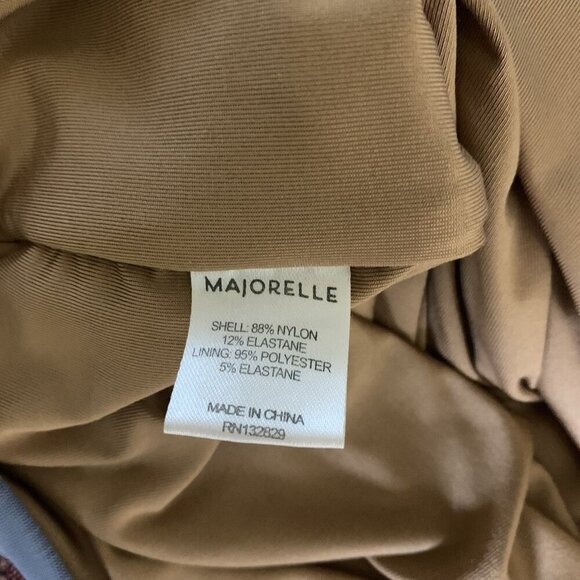 MAJORELLE
SHELL: 88% NYLON
12% ELASTANE
LINING: 95% POLYESTER
5% ELASTANE
MADE IN CHINA
RN132829